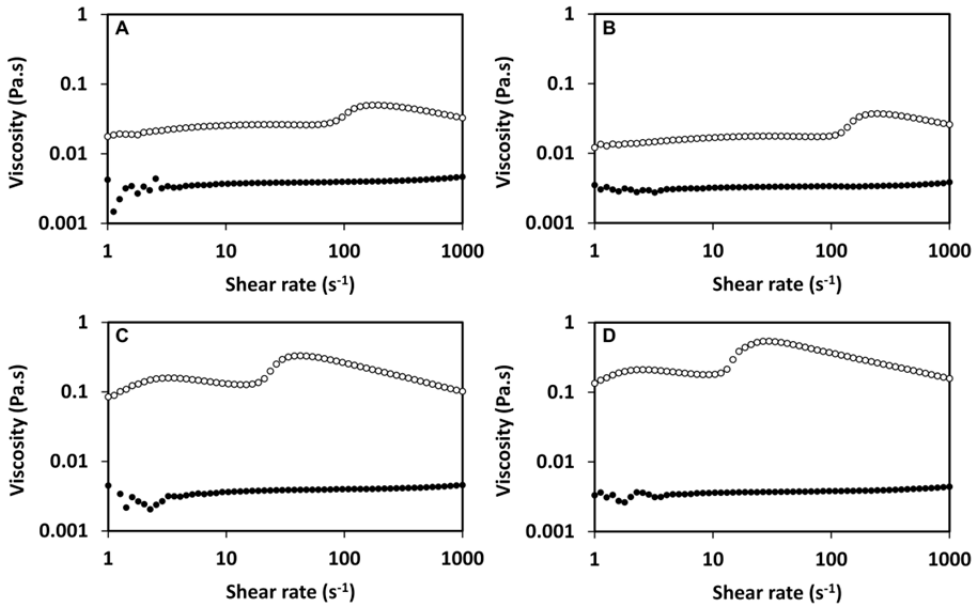 A
Viscosity (Pa.s)
1
0.1
0.01
0.001
1 10 100 1000
Shear rate (s⁻¹)
B
Viscosity (Pa.s)
1
0.1
0.01
0.001
1 10 100 1000
Shear rate (s⁻¹)
C
Viscosity (Pa.s)
1
0.1
0.01
0.001
1 10 100 1000
Shear rate (s⁻¹)
D
Viscosity (Pa.s)
1
0.1
0.01
0.001
1 10 100 1000
Shear rate (s⁻¹)